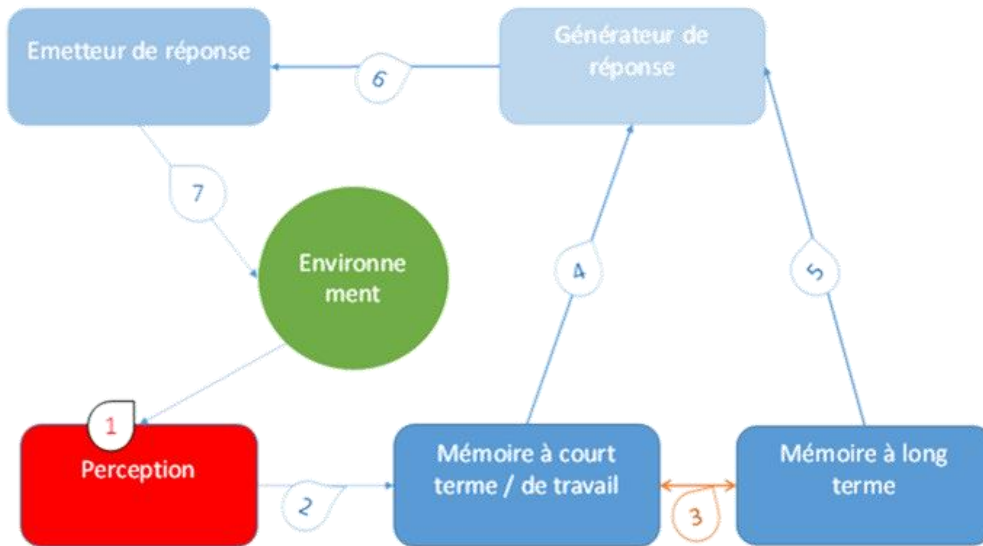 Emetteur de réponse
Générateur de
réponse
6
7
Environne
ment
4
5
1
Perception
2
Mémoire à court
terme / de travail
3
Mémoire à long
terme